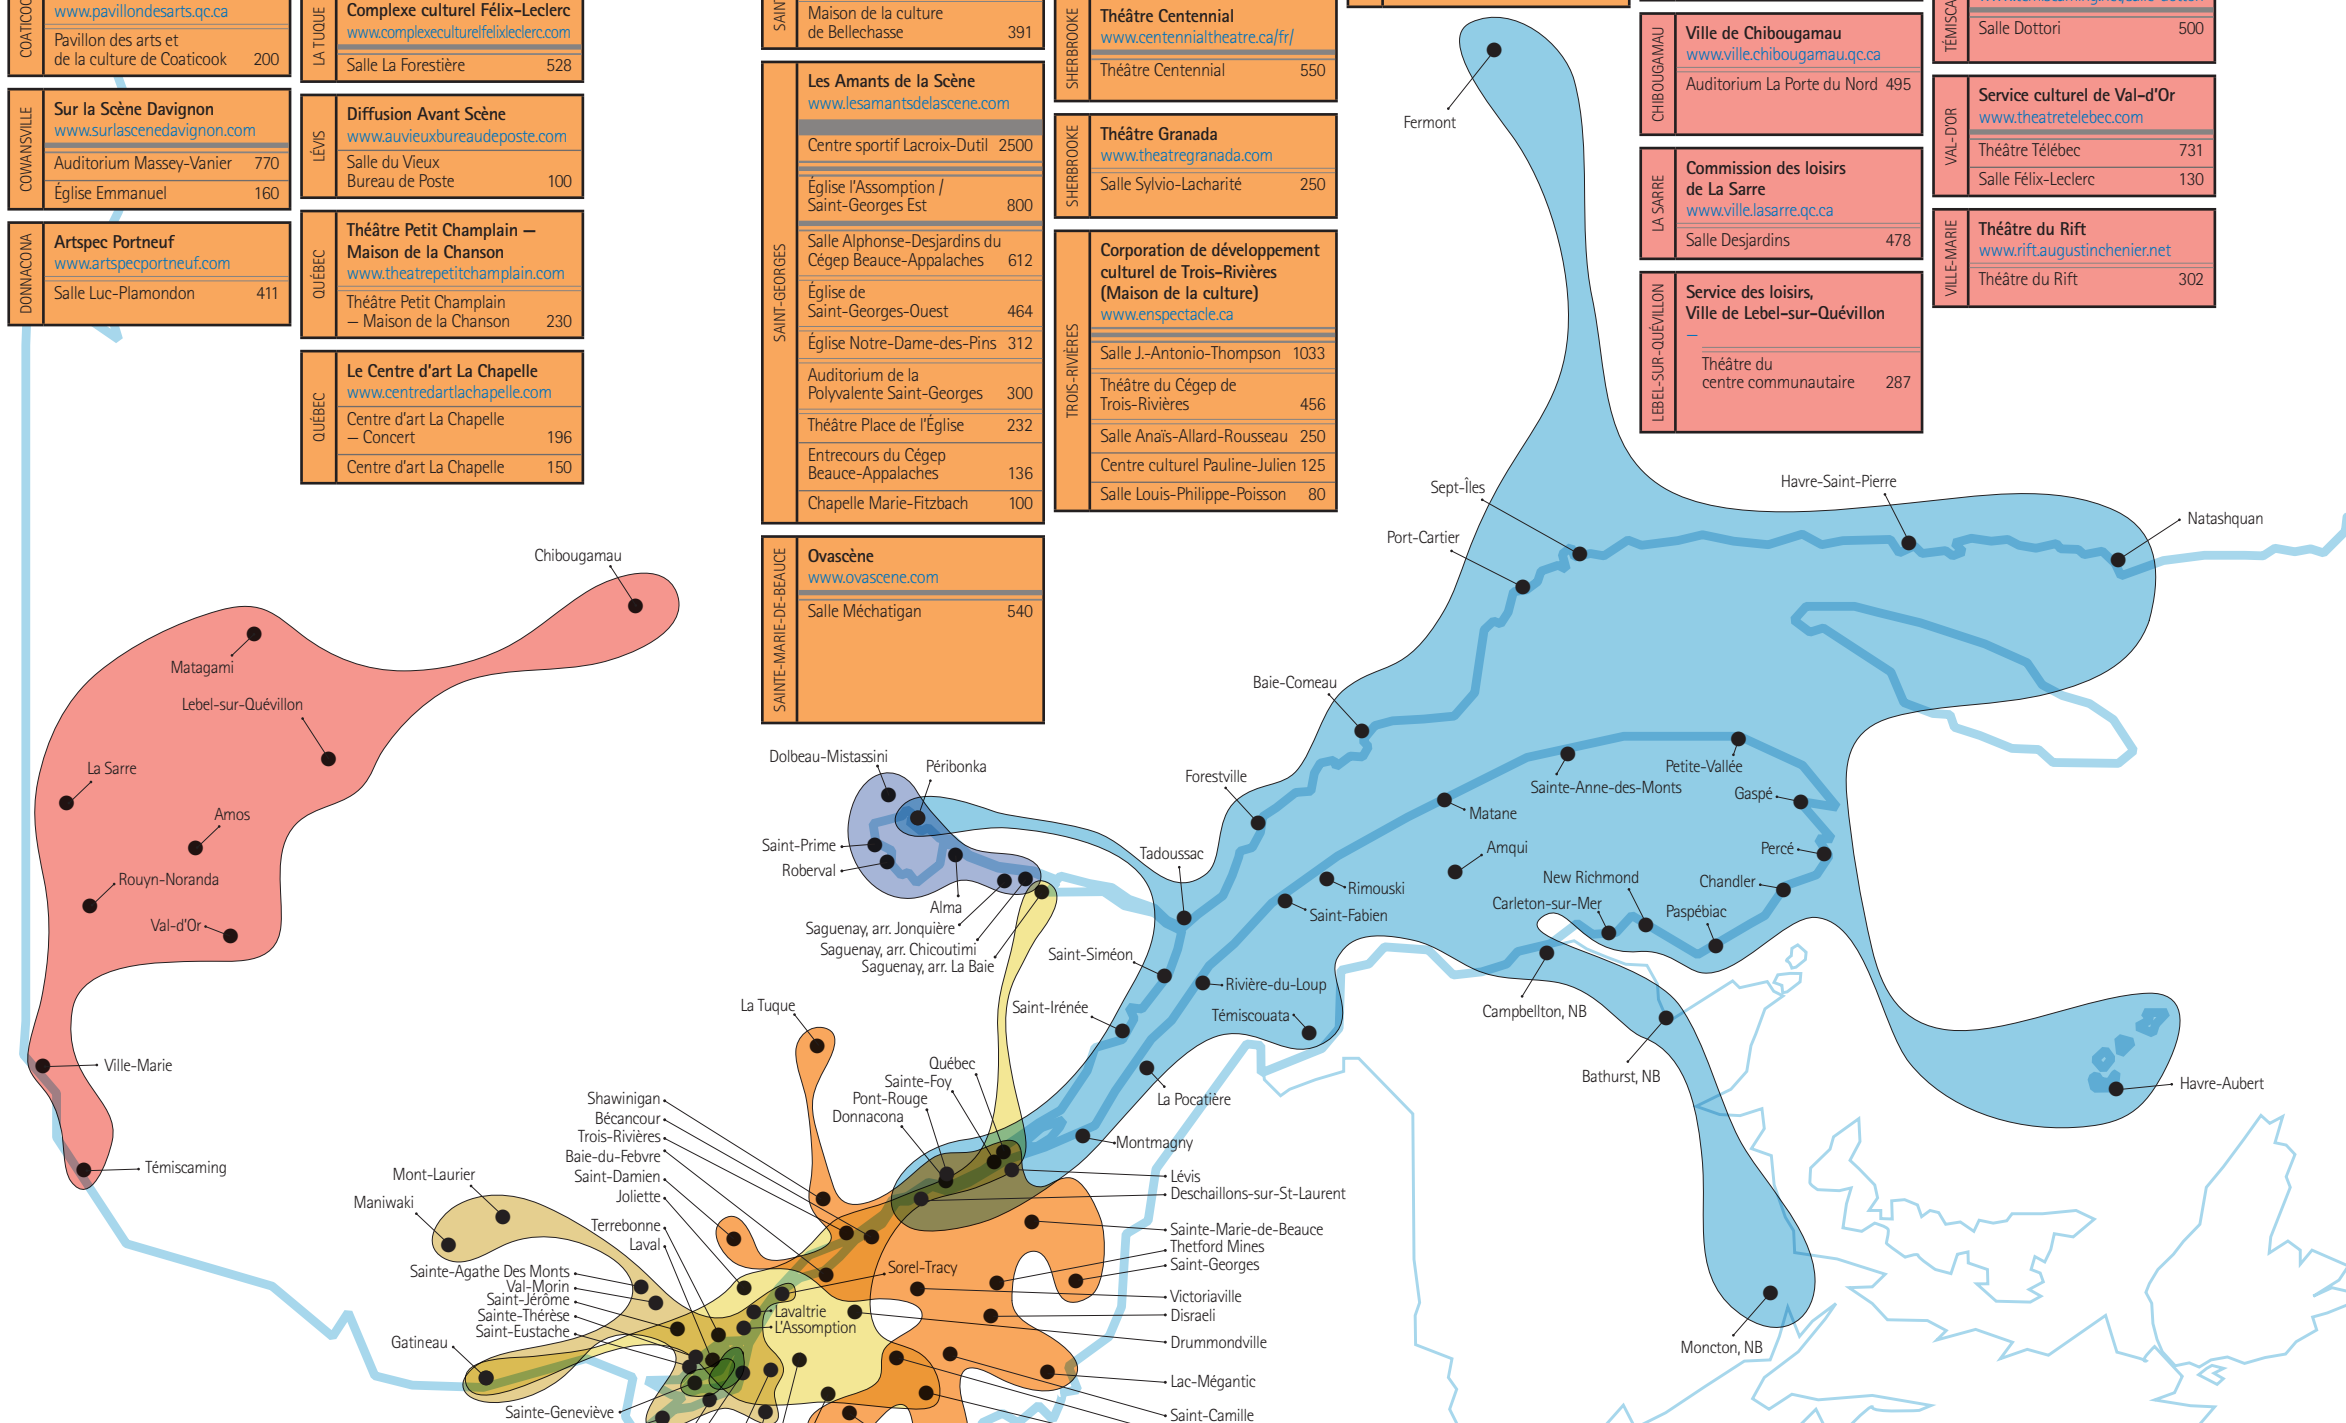 COATICOO
www.pavillondesarts.qc.ca
Pavillon des arts et
de la culture de Coaticook 200
COWANSVILLE
Sur la Scène Davignon
www.surlascenedavignon.com
Auditorium Massey-Vanier 770
Église Emmanuel 160
DONNACONA
Artspec Portneuf
www.artspecportneuf.com
Salle Luc-Plamondon 411
LA TUQUE
Complexe culturel Félix-Leclerc
www.complexeculturelfelixleclerc.com
Salle La Forestière 528
LÉVIS
Diffusion Avant Scène
www.auvieuxbureaudeposte.com
Salle du Vieux
Bureau de Poste 100
QUÉBEC
Théâtre Petit Champlain –
Maison de la Chanson
www.theatrepetitchamplain.com
Théâtre Petit Champlain
– Maison de la Chanson 230
QUÉBEC
Le Centre d'art La Chapelle
www.centredartlachapelle.com
Centre d'art La Chapelle
– Concert 196
Centre d'art La Chapelle 150
SAIN
Maison de la culture
de Bellechasse 391
SAINT-GEORGES
Les Amants de la Scène
www.lesamantsdelascene.com
Centre sportif Lacroix-Dutil 2500
Église l'Assomption /
Saint-Georges Est 800
Salle Alphonse-Desjardins du
Cégep Beauce-Appalaches 612
Église de
Saint-Georges-Ouest 464
Église Notre-Dame-des-Pins 312
Auditorium de la
Polyvalente Saint-Georges 300
Théâtre Place de l'Église 232
Entrecours du Cégep
Beauce-Appalaches 136
Chapelle Marie-Fitzbach 100
SAINTE-MARIE-DE-BEAUCE
Ovascène
www.ovascene.com
Salle Méchatigan 540
SHERBROOKE
Théâtre Centennial
www.centennialtheatre.ca/fr/
Théâtre Centennial 550
SHERBROOKE
Théâtre Granada
www.theatregranada.com
Salle Sylvio-Lacharité 250
TROIS-RIVIÈRES
Corporation de développement
culturel de Trois-Rivières
(Maison de la culture)
www.enspectacle.ca
Salle J.-Antonio-Thompson 1033
Théâtre du Cégep de
Trois-Rivières 456
Salle Anaïs-Allard-Rousseau 250
Centre culturel Pauline-Julien 125
Salle Louis-Philippe-Poisson 80
CHIBOUGAMAU
Ville de Chibougamau
www.ville.chibougamau.qc.ca
Auditorium La Porte du Nord 495
LA SARRE
Commission des loisirs
de La Sarre
www.ville.lasarre.qc.ca
Salle Desjardins 478
LEBEL-SUR-QUÉVILLON
Service des loisirs,
Ville de Lebel-sur-Quévillon
–
Théâtre du
centre communautaire 287
TÉMISCA
Salle Dottori 500
VAL-D'OR
Service culturel de Val-d'Or
www.theatretelebec.com
Théâtre Télébec 731
Salle Félix-Leclerc 130
VILLE-MARIE
Théâtre du Rift
www.rift.augustinchenier.net
Théâtre du Rift 302
Fermont
Sept-Îles
Havre-Saint-Pierre
Natashquan
Port-Cartier
Chibougamau
Matagami
Lebel-sur-Quévillon
La Sarre
Amos
Rouyn-Noranda
Val-d'Or
Ville-Marie
Témiscaming
Baie-Comeau
Dolbeau-Mistassini
Péribonka
Forestville
Sainte-Anne-des-Monts
Petite-Vallée
Gaspé
Matane
Saint-Prime
Roberval
Tadoussac
Amqui
Percé
Alma
Rimouski
Saint-Fabien
New Richmond
Carleton-sur-Mer
Paspébiac
Chandler
Saguenay, arr. Jonquière
Saguenay, arr. Chicoutimi
Saguenay, arr. La Baie
Saint-Siméon
Rivière-du-Loup
Saint-Irénée
Témiscouata
Campbellton, NB
La Tuque
Québec
Sainte-Foy
Pont-Rouge
Donnacona
La Pocatière
Bathurst, NB
Havre-Aubert
Shawinigan
Bécancour
Trois-Rivières
Baie-du-Febvre
Saint-Damien
Joliette
Terrebonne
Laval
Montmagny
Lévis
Deschaillons-sur-St-Laurent
Mont-Laurier
Maniwaki
Sainte-Marie-de-Beauce
Thetford Mines
Saint-Georges
Sainte-Agathe Des Monts
Val-Morin
Saint-Jérôme
Sainte-Thérèse
Saint-Eustache
Sorel-Tracy
Lavaltrie
L'Assomption
Victoriaville
Disraeli
Drummondville
Gatineau
Moncton, NB
Lac-Mégantic
Sainte-Geneviève
Saint-Camille